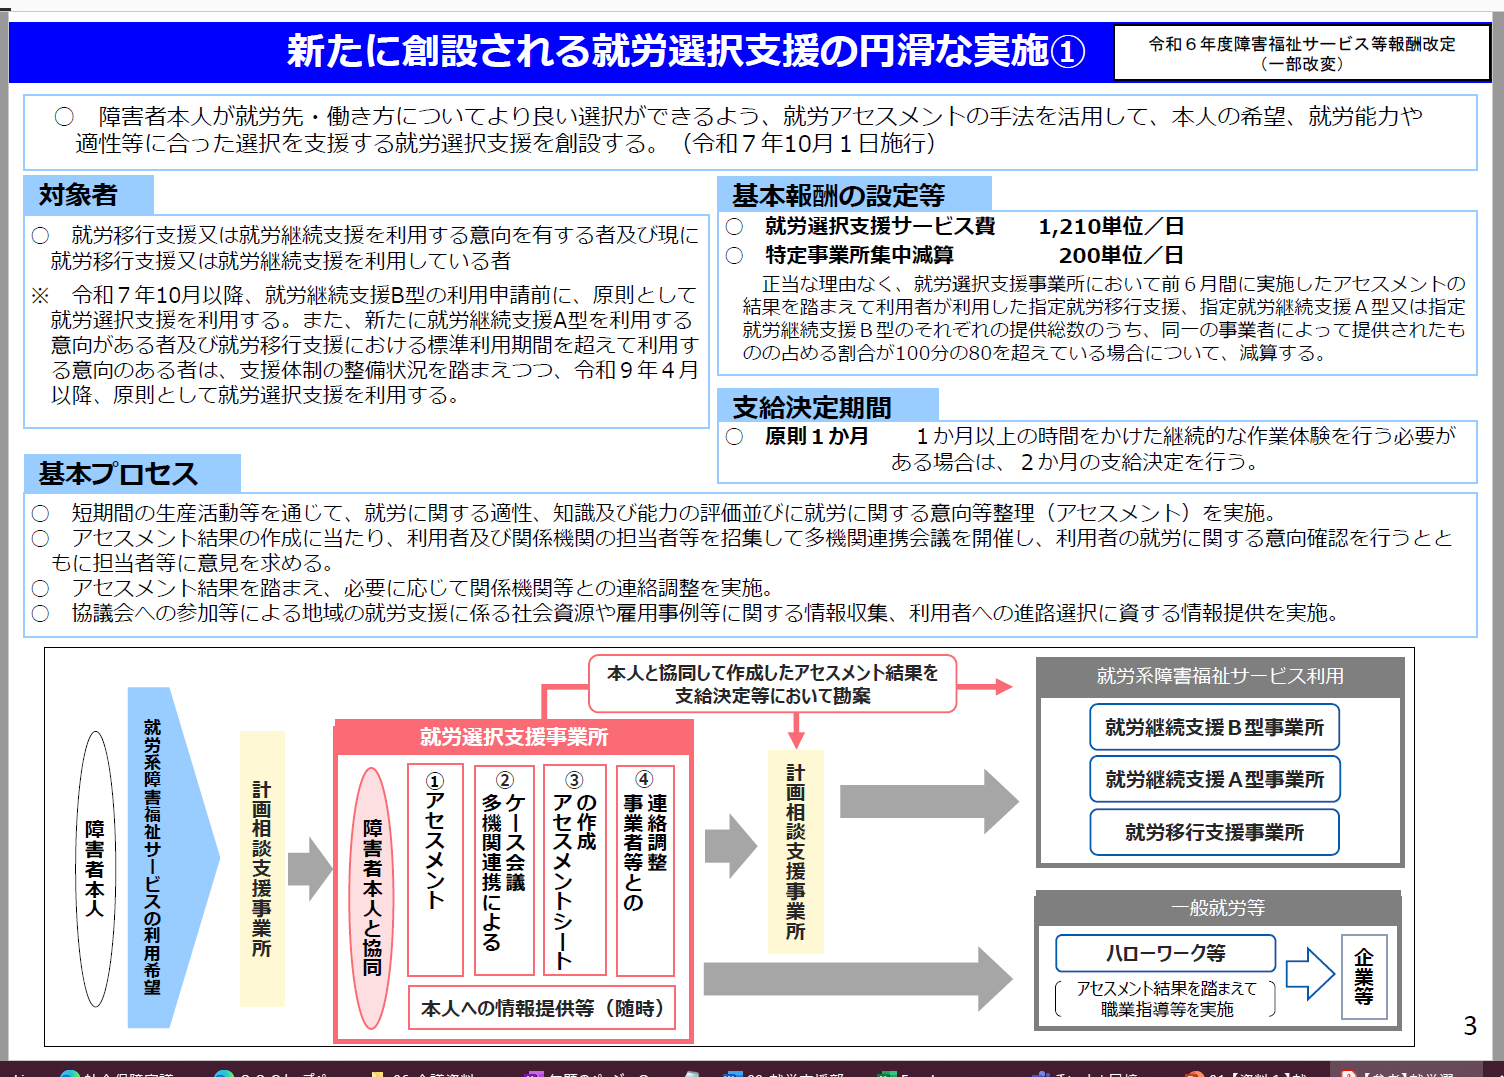 新たに創設される就労選択支援の円滑な実施①
令和６年度障害福祉サービス等報酬改定
（一部改変）
○　障害者本人が就労先・働き方についてより良い選択ができるよう、就労アセスメントの手法を活用して、本人の希望、就労能力や
適性等に合った選択を支援する就労選択支援を創設する。（令和７年10月１日施行）
対象者
○　就労移行支援又は就労継続支援を利用する意向を有する者及び現に
就労移行支援又は就労継続支援を利用している者
※　令和７年10月以降、就労継続支援B型の利用申請前に、原則として
就労選択支援を利用する。また、新たに就労継続支援A型を利用する
意向がある者及び就労移行支援における標準利用期間を超えて利用す
る意向のある者は、支援体制の整備状況を踏まえつつ、令和９年４月
以降、原則として就労選択支援を利用する。
基本報酬の設定等
○　就労選択支援サービス費　　1,210単位／日
○　特定事業所集中減算　　　　　200単位／日
正当な理由なく、就労選択支援事業所において前６月間に実施したアセスメントの
結果を踏まえて利用者が利用した指定就労移行支援、指定就労継続支援Ａ型又は指定
就労継続支援Ｂ型のそれぞれの提供総数のうち、同一の事業者によって提供されたも
のの占める割合が100分の80を超えている場合について、減算する。
支給決定期間
○　原則１か月　　１か月以上の時間をかけた継続的な作業体験を行う必要が
ある場合は、２か月の支給決定を行う。
基本プロセス
○　短期間の生産活動等を通じて、就労に関する適性、知識及び能力の評価並びに就労に関する意向等整理（アセスメント）を実施。
○　アセスメント結果の作成に当たり、利用者及び関係機関の担当者等を招集して多機関連携会議を開催し、利用者の就労に関する意向確認を行うとと
もに担当者等に意見を求める。
○　アセスメント結果を踏まえ、必要に応じて関係機関等との連絡調整を実施。
○　協議会への参加等による地域の就労支援に係る社会資源や雇用事例等に関する情報収集、利用者への進路選択に資する情報提供を実施。
障害者本人
就労系障害福祉サービスの利用希望
計画相談支援事業所
就労選択支援事業所
障害者本人と協同
①アセスメント
②
ケース会議
多機関連携による
③
の作成
アセスメントシート
④
連絡調整
事業者等との
本人への情報提供等（随時）
本人と協同して作成したアセスメント結果を
支給決定等において勘案
計画相談支援事業所
就労系障害福祉サービス利用
就労継続支援Ｂ型事業所
就労継続支援Ａ型事業所
就労移行支援事業所
一般就労等
ハローワーク等
アセスメント結果を踏まえて
職業指導等を実施
企業等
3